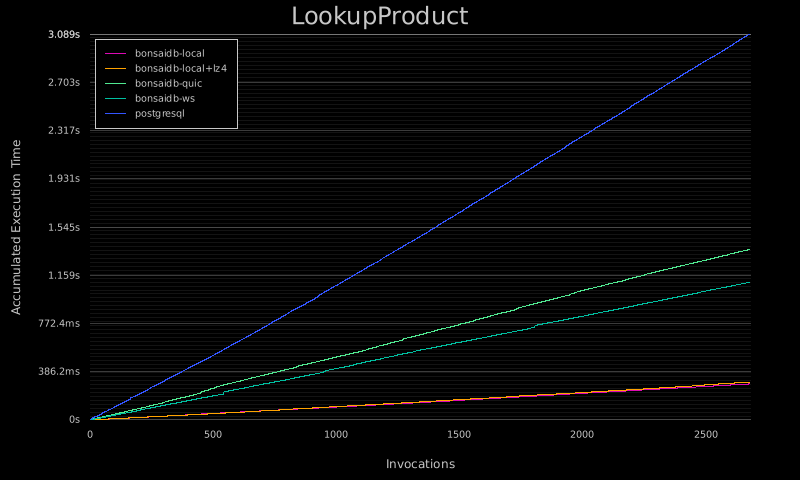 LookupProduct
3.089s
2.703s
2.317s
1.931s
1.545s
1.159s
772.4ms
386.2ms
0s
bonsaidb-local
bonsaidb-local+lz4
bonsaidb-quic
bonsaidb-ws
postgresql
Accumulated Execution Time
0 500 1000 1500 2000 2500
Invocations